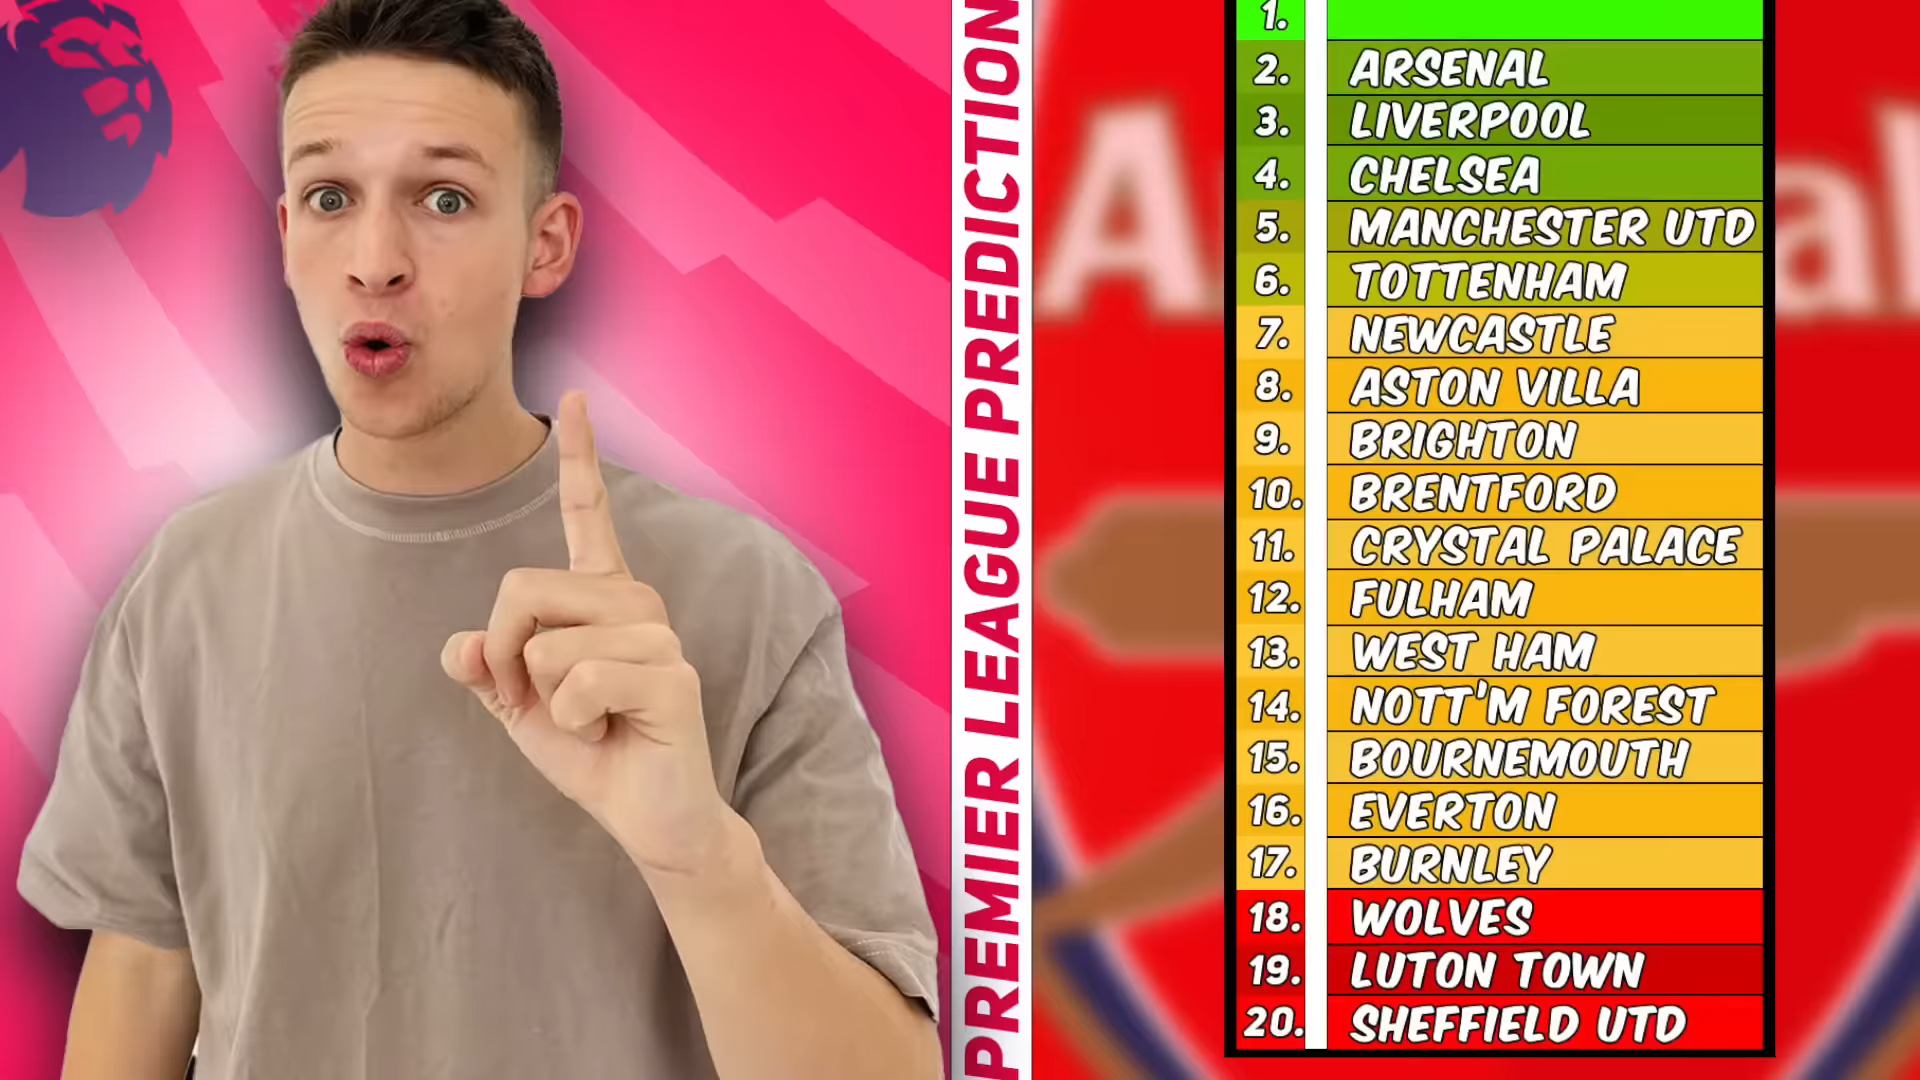 PREMIER LEAGUE PREDICTION
1.
2. ARSENAL
3. LIVERPOOL
4. CHELSEA
5. MANCHESTER UTD
6. TOTTENHAM
7. NEWCASTLE
8. ASTON VILLA
9. BRIGHTON
10. BRENTFORD
11. CRYSTAL PALACE
12. FULHAM
13. WEST HAM
14. NOTT'M FOREST
15. BOURNEMOUTH
16. EVERTON
17. BURNLEY
18. WOLVES
19. LUTON TOWN
20. SHEFFIELD UTD